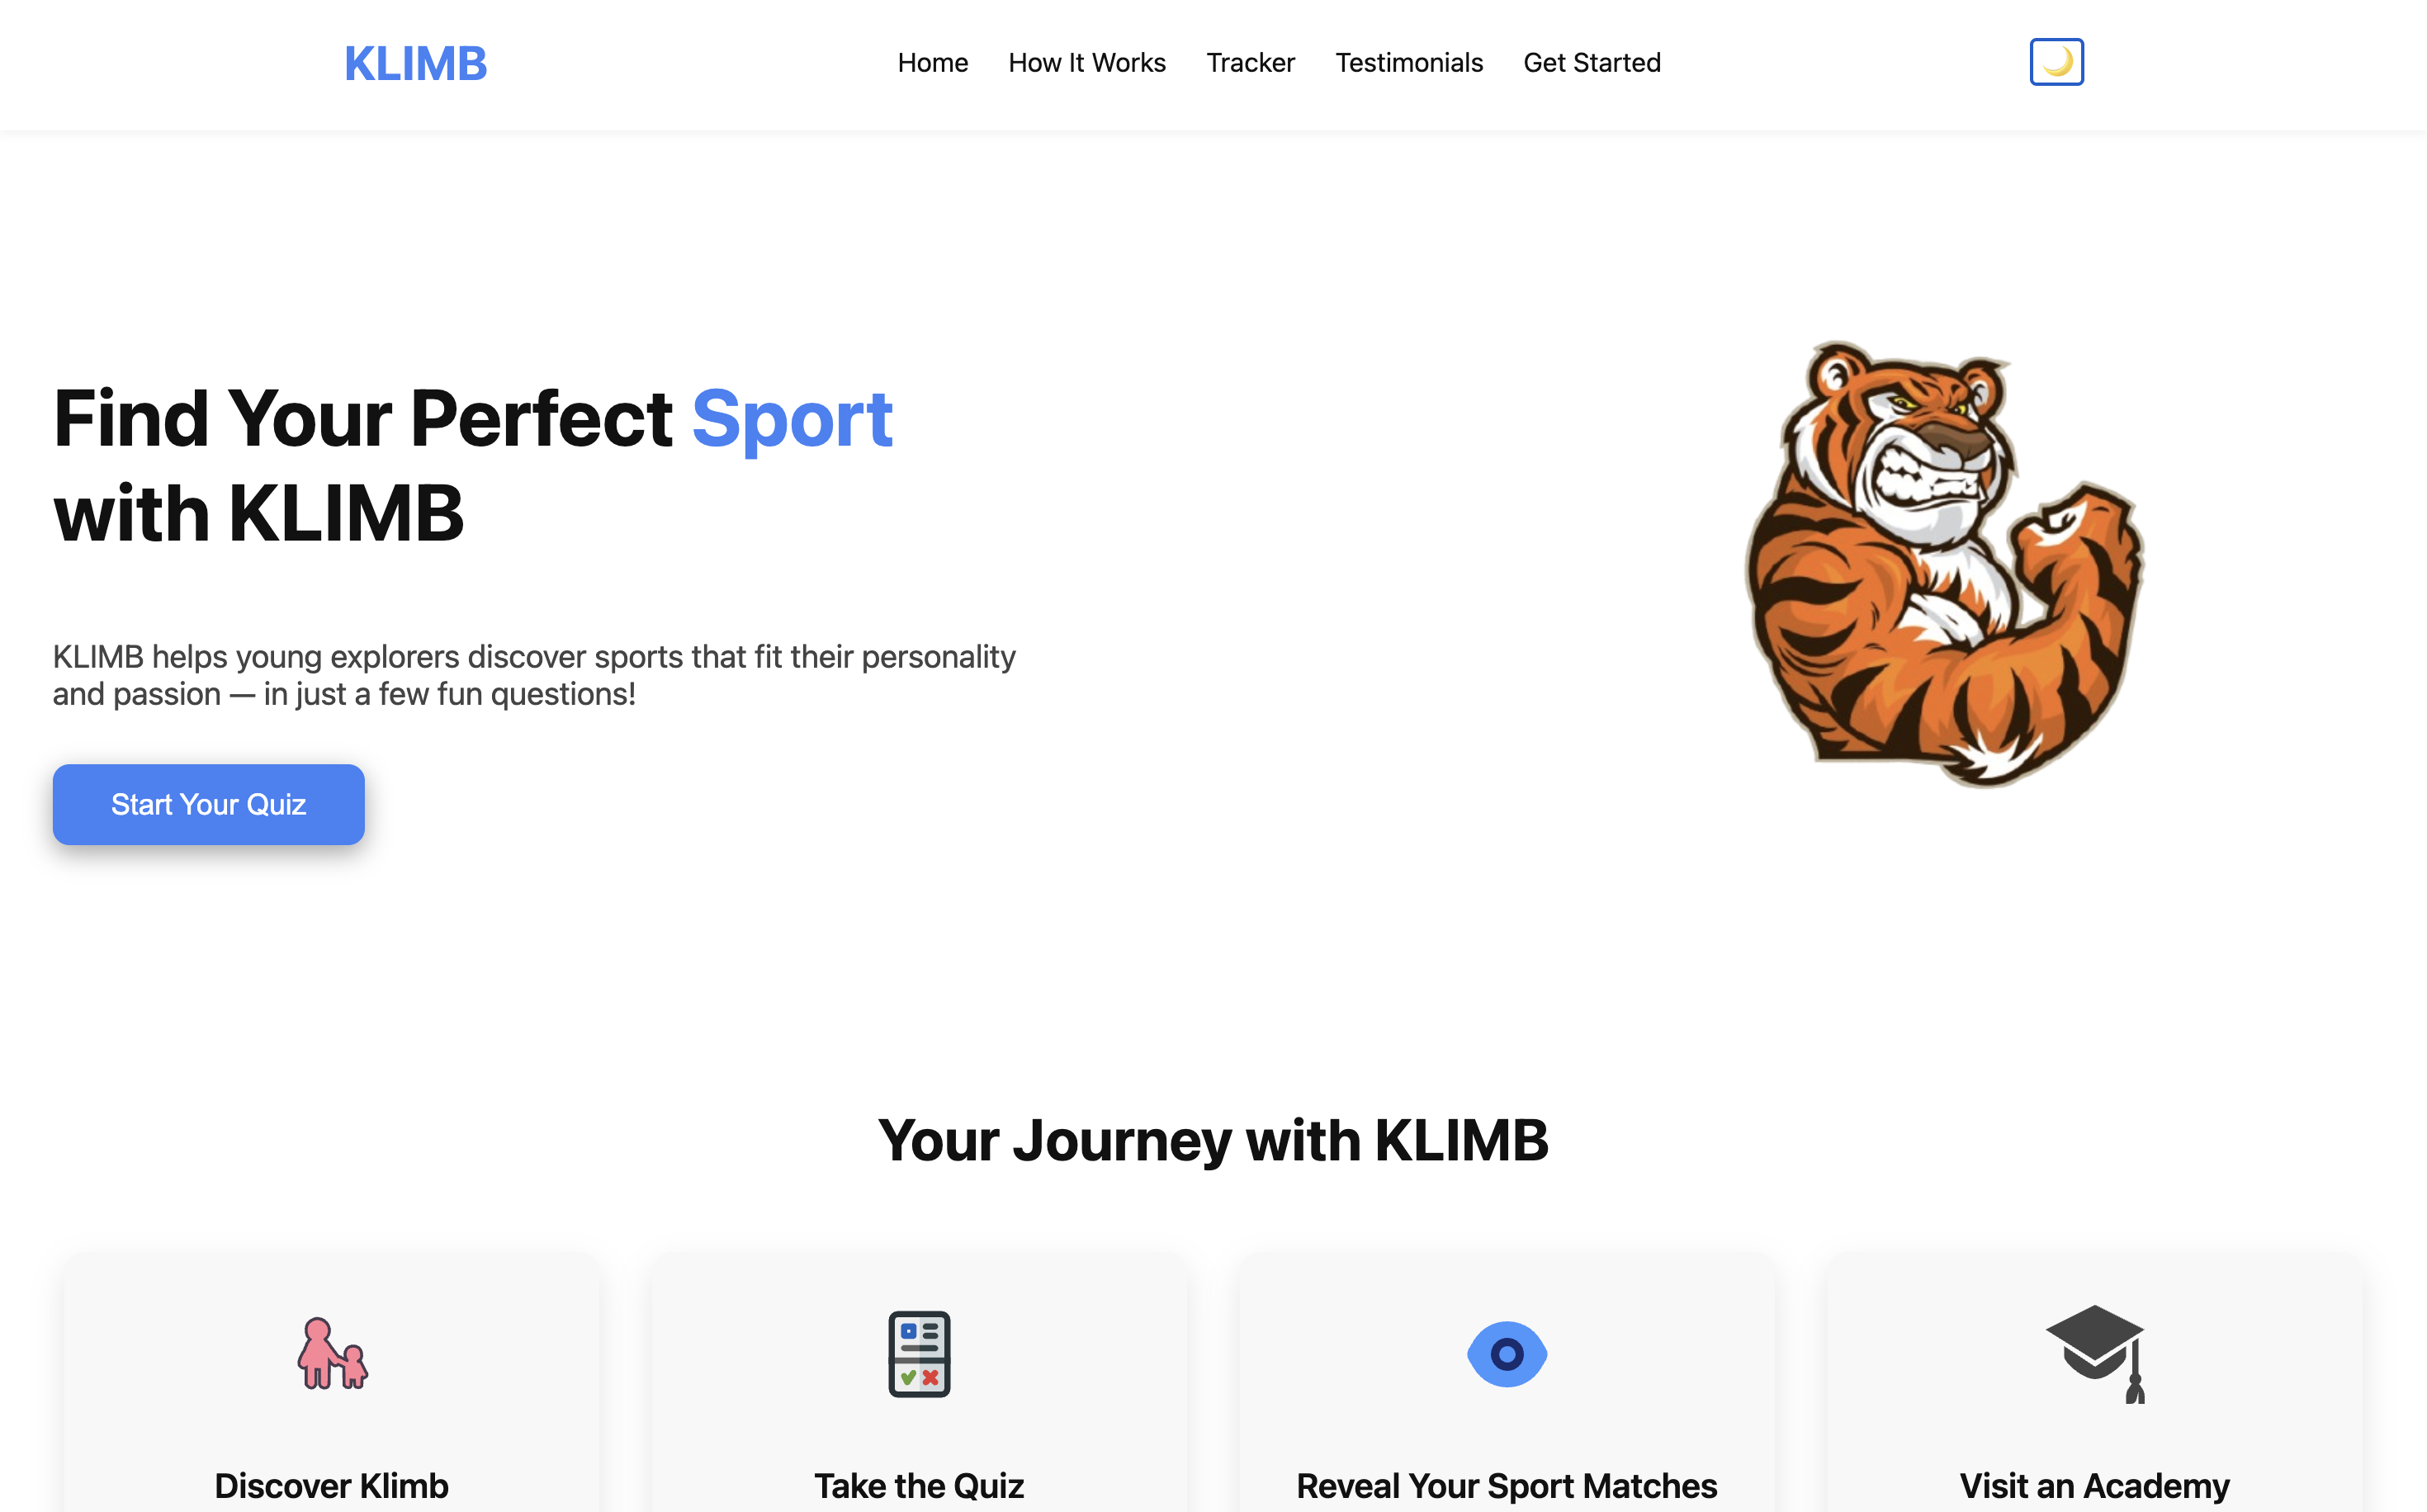 KLIMB
Home
How It Works
Tracker
Testimonials
Get Started
Find Your Perfect Sport
with KLIMB
KLIMB helps young explorers discover sports that fit their personality
and passion — in just a few fun questions!
Start Your Quiz
Your Journey with KLIMB
Discover Klimb
Take the Quiz
Reveal Your Sport Matches
Visit an Academy